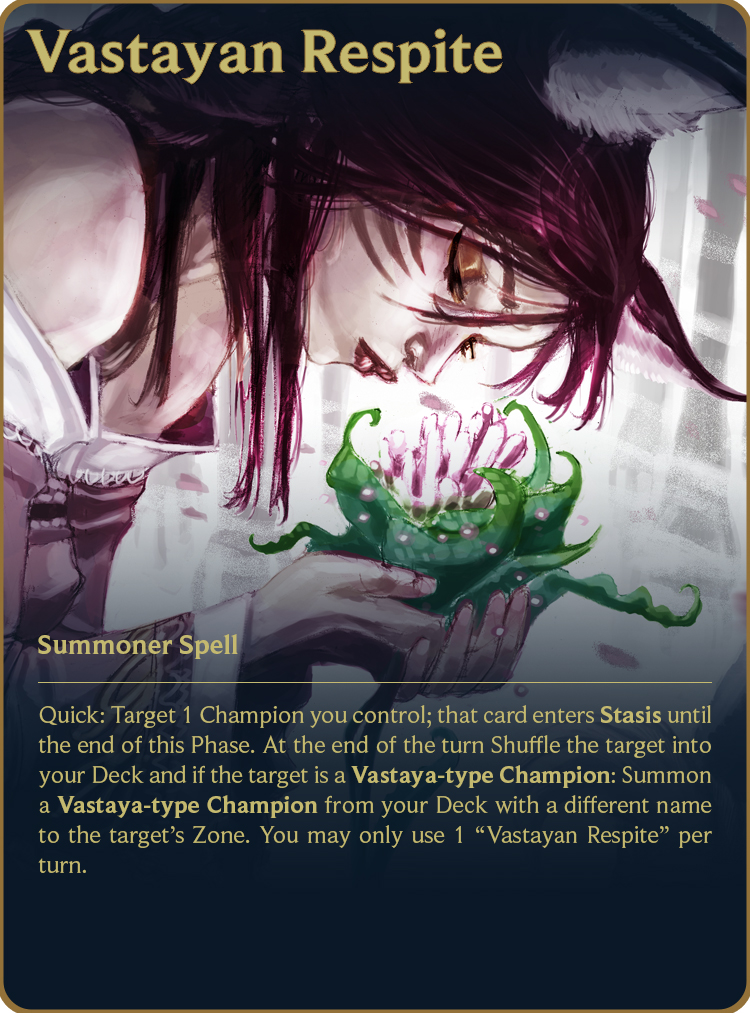 Vastayan Respite
Summoner Spell
Quick: Target 1 Champion you control; that card enters Stasis until
the end of this Phase. At the end of the turn Shuffle the target into
your Deck and if the target is a Vastaya-type Champion: Summon
a Vastaya-type Champion from your Deck with a different name
to the target’s Zone. You may only use 1 “Vastayan Respite” per
turn.